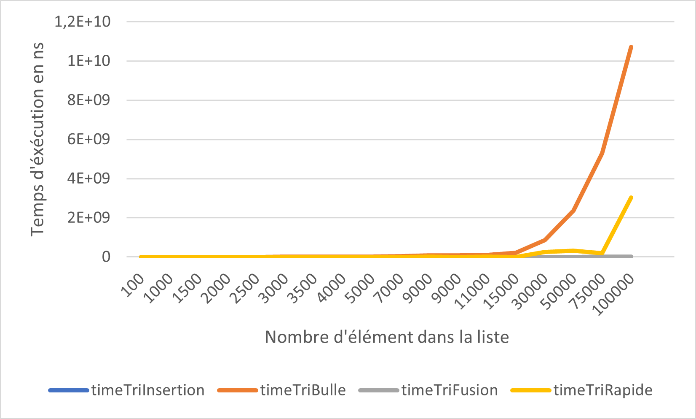 1,2E+10
1E+10
8E+09
6E+09
4E+09
2E+09
0
Temps d'éxécution en ns
100
1000
1500
2000
2500
3000
3500
4000
5000
7000
9000
9000
11000
15000
30000
50000
75000
100000
Nombre d'élément dans la liste
timeTriInsertion timeTriBulle timeTriFusion timeTriRapide